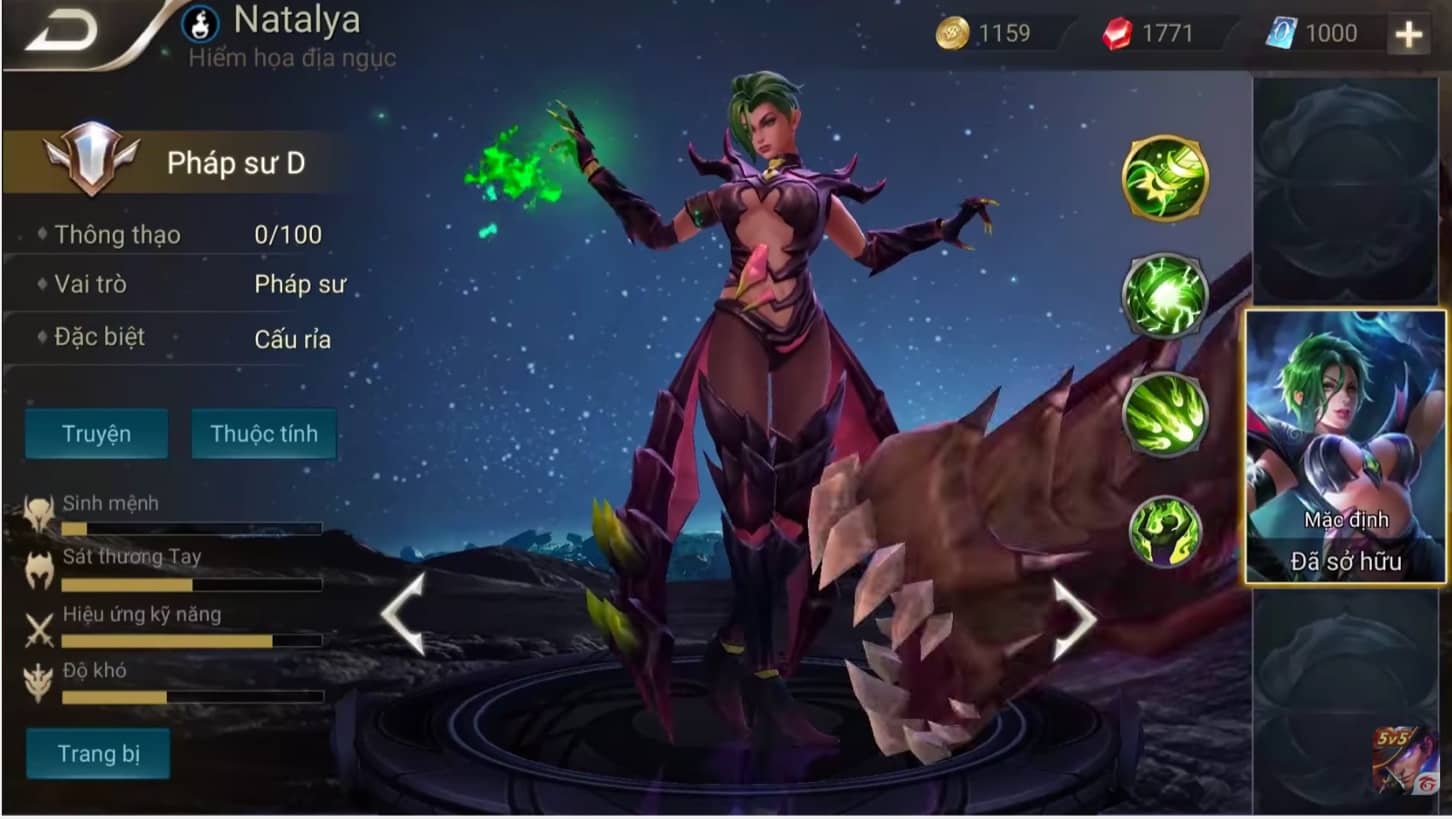 Natalya
Hiểm họa địa ngục
1159
1771
1000
Pháp sư D
Thông thạo 0/100
Vai trò Pháp sư
Đặc biệt Cấu rỉa
Truyện
Thuộc tính
Sinh mệnh
Sát thương Tay
Hiệu ứng kỹ năng
Độ khó
Trang bị
Mặc định
Đã sở hữu
5v5